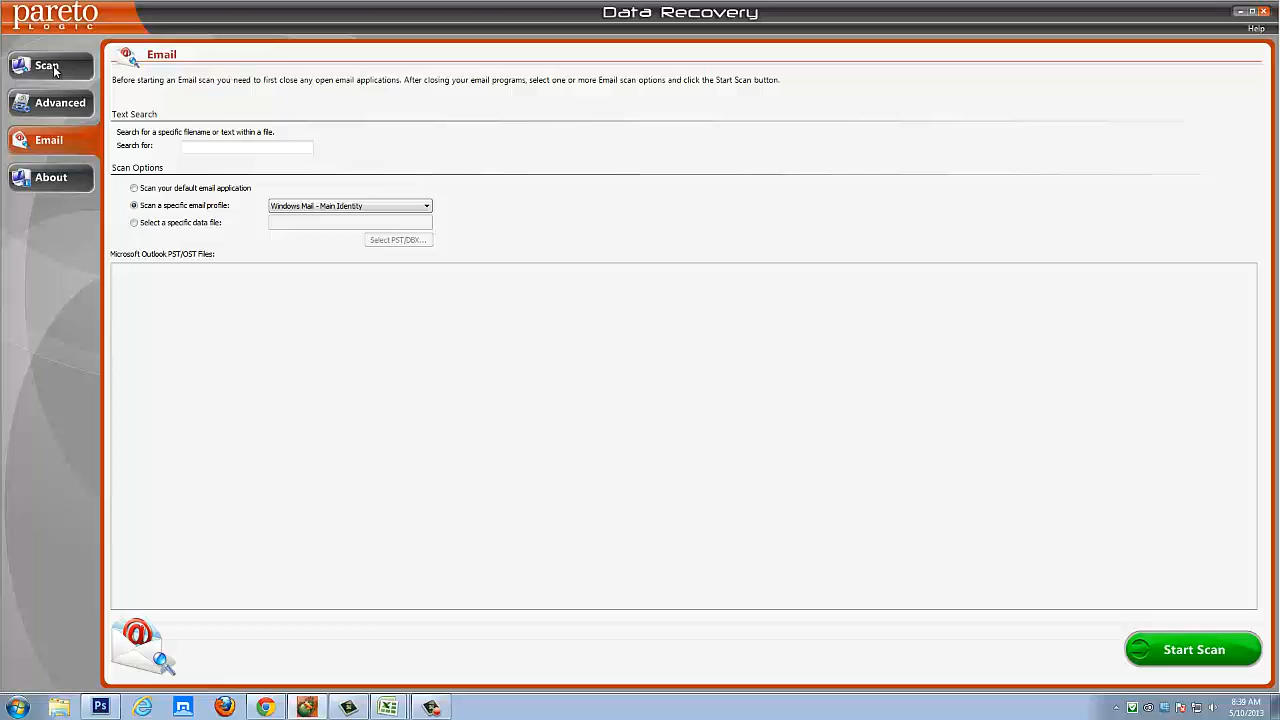 pareto
LOGIC
Data Recovery
Help
Scan
Advanced
Email
About
Email
Before starting an Email scan you need to first close any open email applications. After closing your email programs, select one or more Email scan options and click the Start Scan button.
Text Search
Search for a specific filename or text within a file.
Search for:
Scan Options
Scan your default email application
Scan a specific email profile:
Windows Mail - Main Identity
Select a specific data file:
Select PST/DBX...
Microsoft Outlook PST/OST Files:
Start Scan
Ps
8:39 AM
5/10/2013